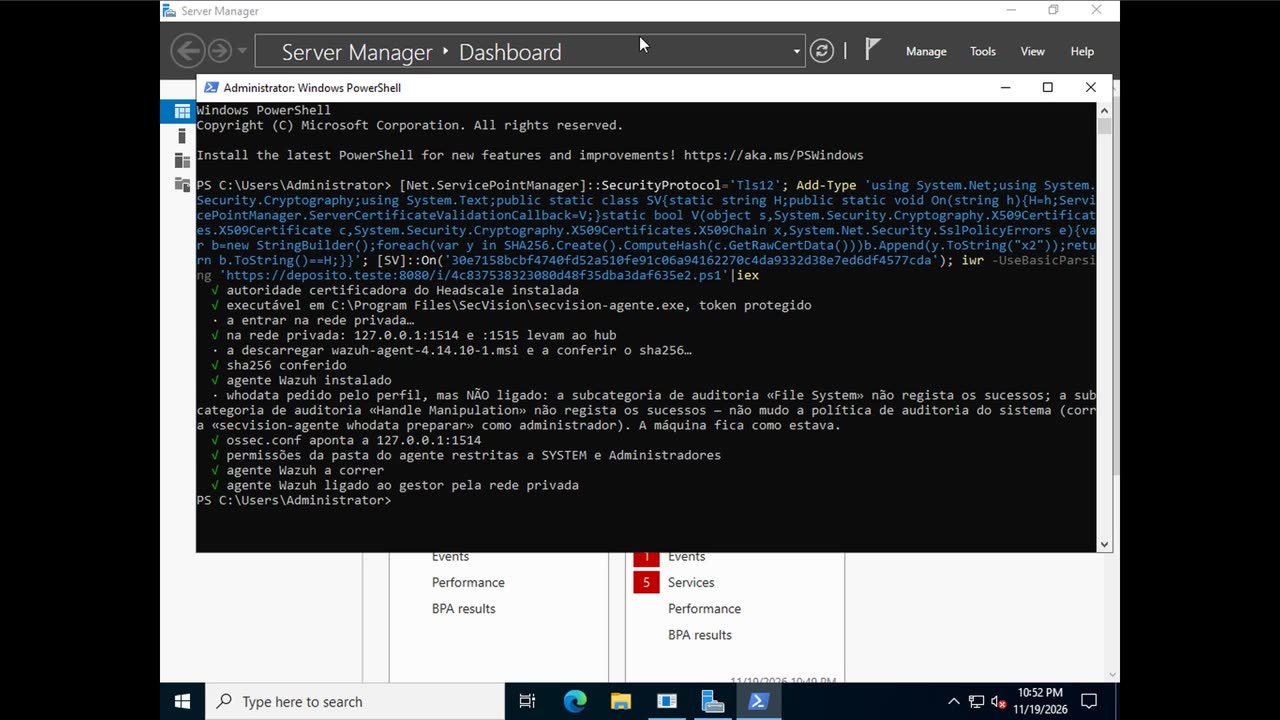 Server Manager
Server Manager ‣ Dashboard
Manage Tools View Help
Administrator: Windows PowerShell
Windows PowerShell
Copyright (C) Microsoft Corporation. All rights reserved.
Install the latest PowerShell for new features and improvements! https://aka.ms/PSWindows
PS C:\Users\Administrator> [Net.ServicePointManager]::SecurityProtocol='Tls12'; Add-Type 'using System.Net;using System.
Security.Cryptography;using System.Text;public static class SV{static string H;public static void On(string h){H=h;Servi
cePointManager.ServerCertificateValidationCallback=V;}static bool V(object s,System.Security.Cryptography.X509Certificat
es.X509Certificate c,System.Security.Cryptography.X509Certificates.X509Chain x,System.Net.Security.SslPolicyErrors e){va
r b=new StringBuilder();foreach(var y in SHA256.Create().ComputeHash(c.GetRawCertData()))b.Append(y.ToString("x2"));retu
rn b.ToString()==H;}}'; [SV]::On('30e7158bcbf4740fd52a510fe91c06a94162270c4da9332d38e7ed6df4577cda'); iwr -UseBasicParsi
ng 'https://deposito.teste:8080/i/4c837538323080d48f35dba3daf635e2.ps1'|iex
√ autoridade certificadora do Headscale instalada
√ executável em C:\Program Files\SecVision\secvision-agente.exe, token protegido
· a entrar na rede privada…
√ na rede privada: 127.0.0.1:1514 e :1515 levam ao hub
· a descarregar wazuh-agent-4.14.10-1.msi e a conferir o sha256…
√ sha256 conferido
√ agente Wazuh instalado
· whodata pedido pelo perfil, mas NÃO ligado: a subcategoria de auditoria «File System» não regista os sucessos; a sub
categoria de auditoria «Handle Manipulation» não regista os sucessos — não mudo a política de auditoria do sistema (corr
a «secvision-agente whodata preparar» como administrador). A máquina fica como estava.
√ ossec.conf aponta a 127.0.0.1:1514
√ permissões da pasta do agente restritas a SYSTEM e Administradores
√ agente Wazuh a correr
√ agente Wazuh ligado ao gestor pela rede privada
PS C:\Users\Administrator>
Events
Performance
BPA results
1 Events
5 Services
Performance
BPA results
11/19/2026 10:49 PM
Type here to search
10:52 PM
11/19/2026